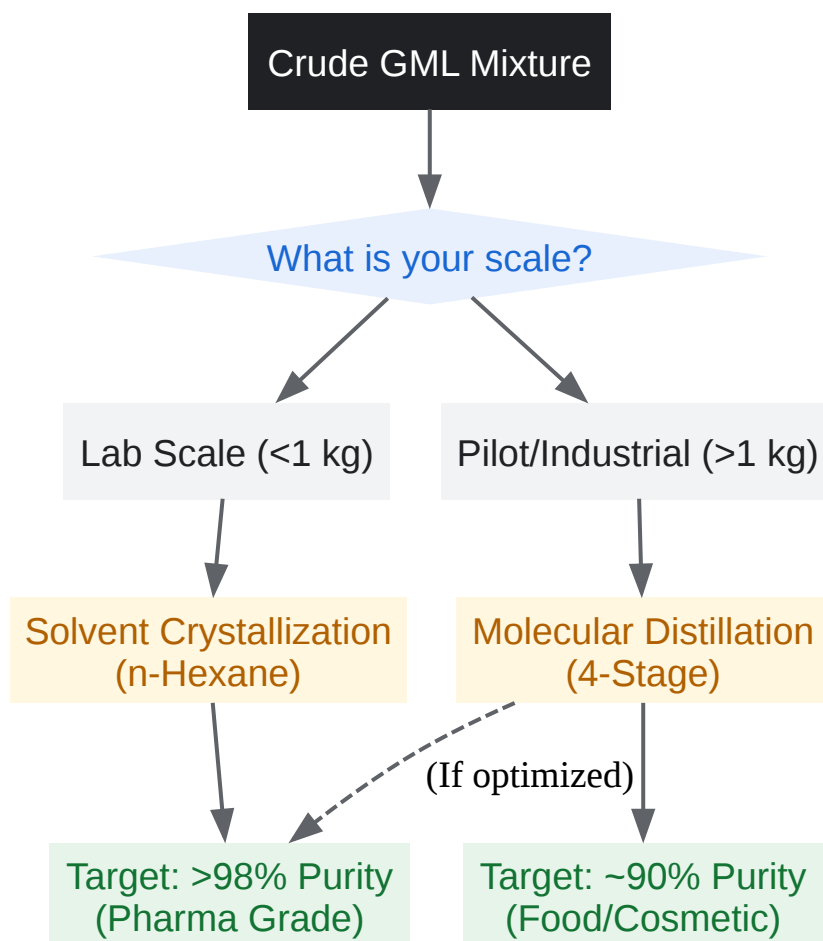 Crude GML Mixture
What is your scale?
Lab Scale (<1 kg)
Pilot/Industrial (>1 kg)
Solvent Crystallization
(n-Hexane)
Molecular Distillation
(4-Stage)
(If optimized)
Target: >98% Purity
(Pharma Grade)
Target: ~90% Purity
(Food/Cosmetic)